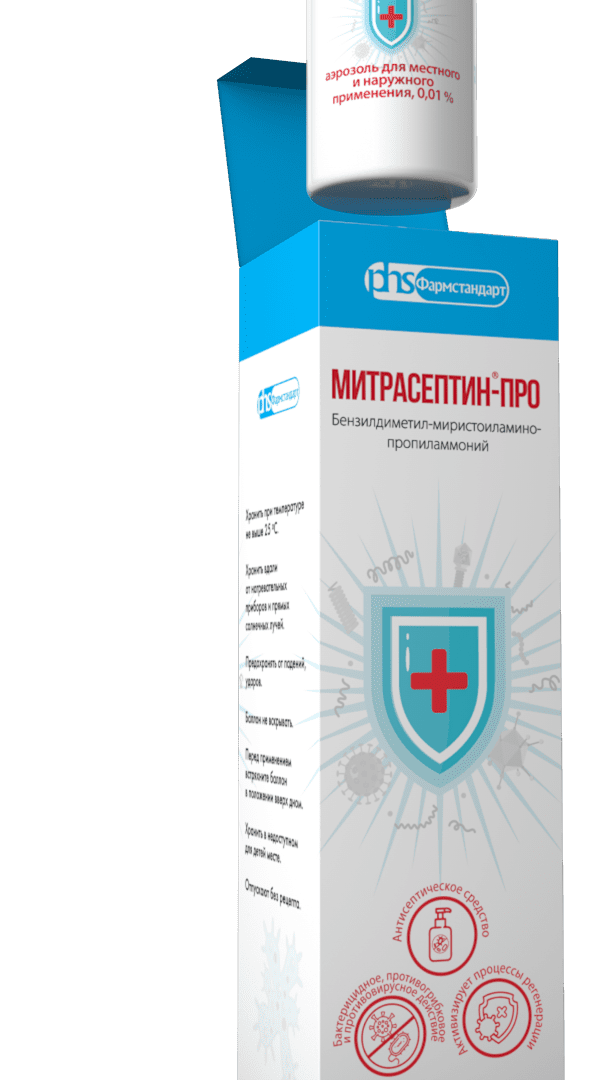 аэрозоль для местного
и наружного
применения, 0,01 %
phs Фармстандарт
МИТРАСЕПТИН®-ПРО
Бензилдиметил-миристоиламино-
пропиламмоний
phs Фармстандарт
Хранить при температуре
не выше 25 °С.
Хранить вдали
от нагревательных
приборов и прямых
солнечных лучей.
Предохранять от падений,
ударов.
Баллон не вскрывать.
Перед применением
встряхните баллон
в положении вверх дном.
Хранить в недоступном
для детей месте.
Отпускают без рецепта.
Антисептическое средство
Бактерицидное, противогрибковое
и противовирусное действие
Активизирует процессы регенерации